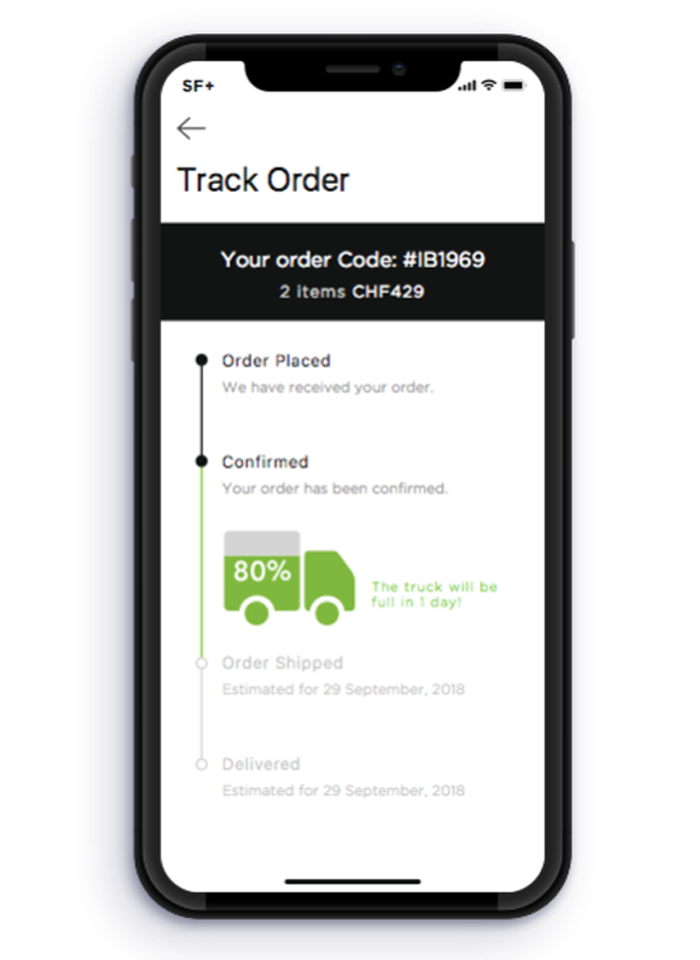 SF+
Track Order
Your order Code: #IB1969
2 items CHF429
Order Placed
We have received your order.
Confirmed
Your order has been confirmed.
80%
The truck will be
full in 1 day!
Order Shipped
Estimated for 29 September, 2018
Delivered
Estimated for 29 September, 2018